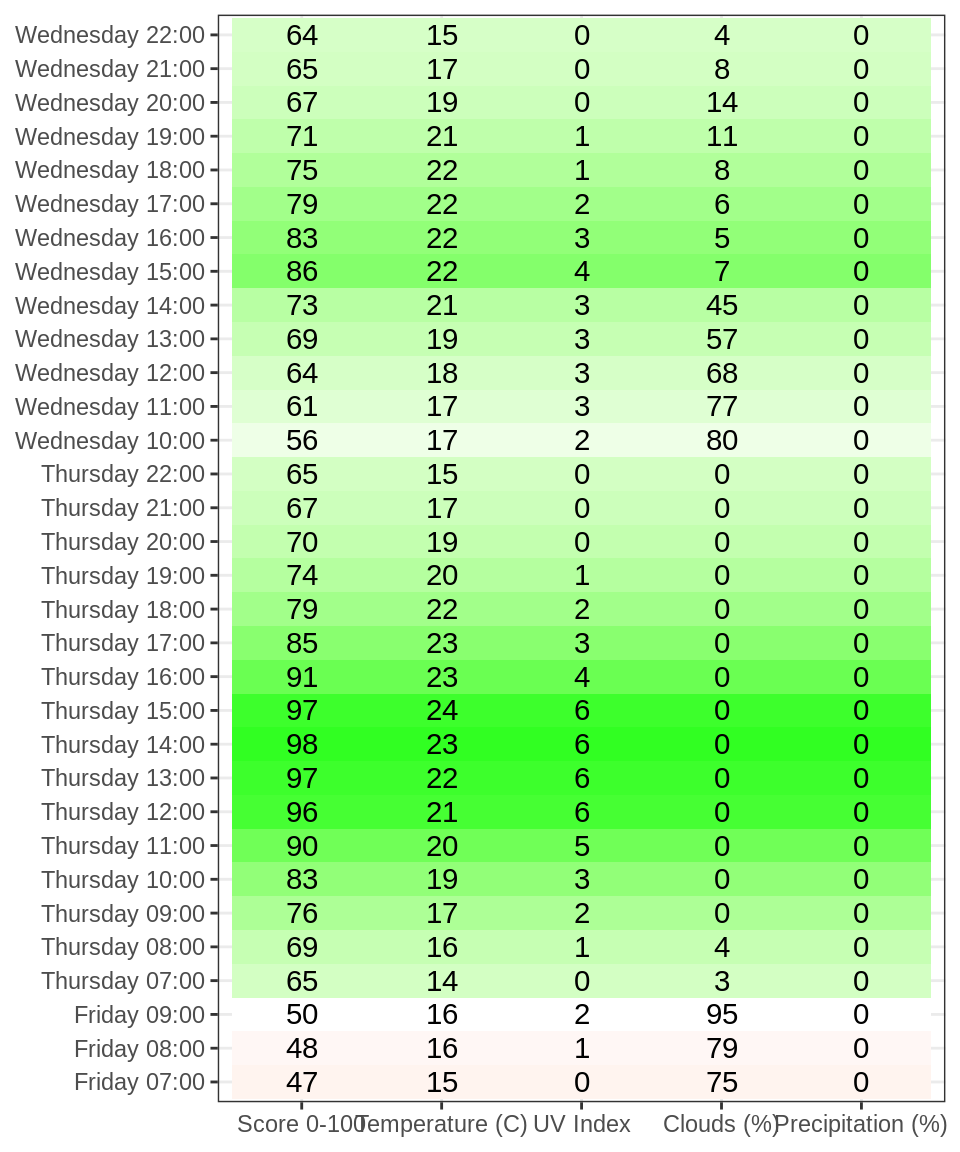 Wednesday 22:00 64 15 0 4 0
Wednesday 21:00 65 17 0 8 0
Wednesday 20:00 67 19 0 14 0
Wednesday 19:00 71 21 1 11 0
Wednesday 18:00 75 22 1 8 0
Wednesday 17:00 79 22 2 6 0
Wednesday 16:00 83 22 3 5 0
Wednesday 15:00 86 22 4 7 0
Wednesday 14:00 73 21 3 45 0
Wednesday 13:00 69 19 3 57 0
Wednesday 12:00 64 18 3 68 0
Wednesday 11:00 61 17 3 77 0
Wednesday 10:00 56 17 2 80 0
Thursday 22:00 65 15 0 0 0
Thursday 21:00 67 17 0 0 0
Thursday 20:00 70 19 0 0 0
Thursday 19:00 74 20 1 0 0
Thursday 18:00 79 22 2 0 0
Thursday 17:00 85 23 3 0 0
Thursday 16:00 91 23 4 0 0
Thursday 15:00 97 24 6 0 0
Thursday 14:00 98 23 6 0 0
Thursday 13:00 97 22 6 0 0
Thursday 12:00 96 21 6 0 0
Thursday 11:00 90 20 5 0 0
Thursday 10:00 83 19 3 0 0
Thursday 09:00 76 17 2 0 0
Thursday 08:00 69 16 1 4 0
Thursday 07:00 65 14 0 3 0
Friday 09:00 50 16 2 95 0
Friday 08:00 48 16 1 79 0
Friday 07:00 47 15 0 75 0
Score 0-100 Temperature (C) UV Index Clouds (%) Precipitation (%)